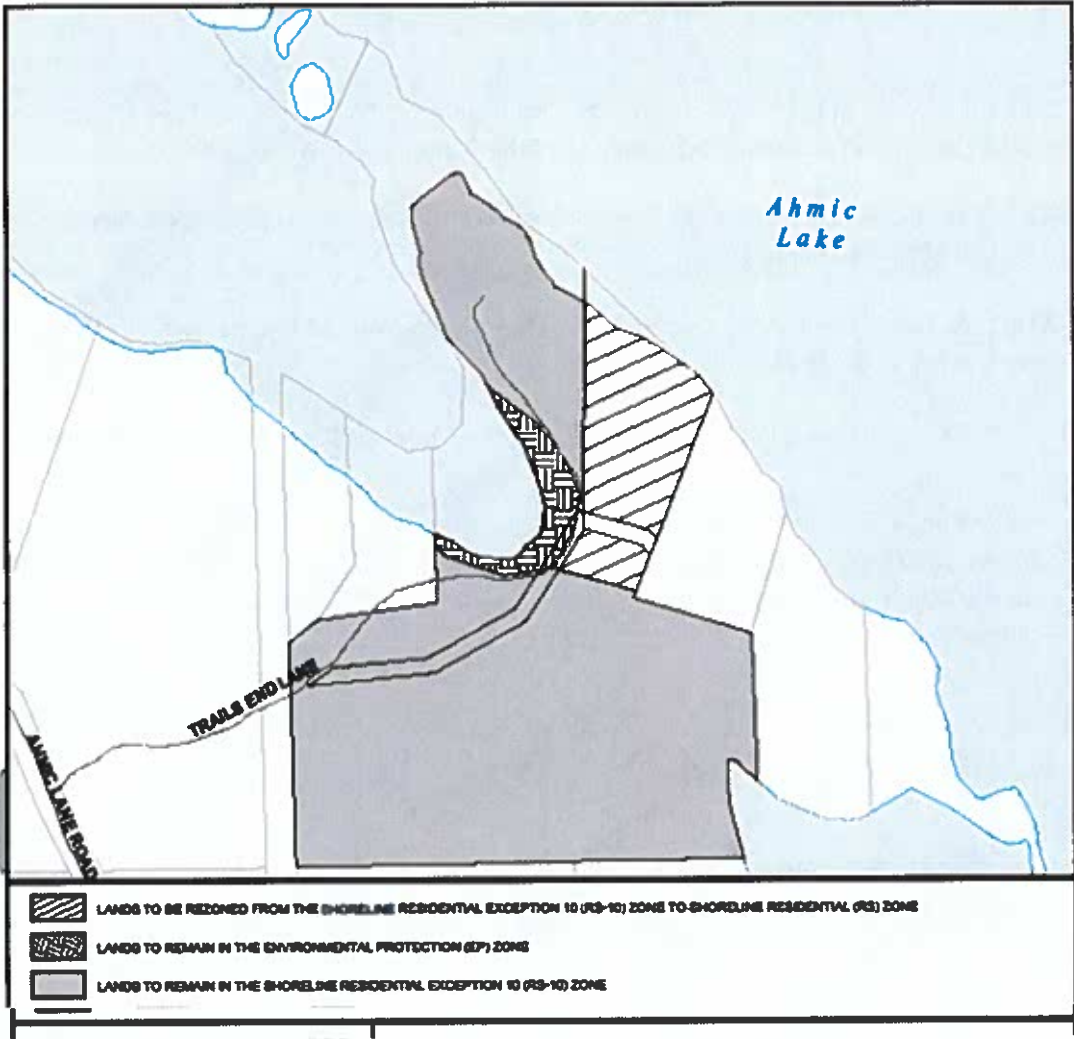 Ahmic
Lake
TRAILS END LANE
AHMIC LANE ROAD
LANDS TO BE REZONED FROM THE SHORELINE RESIDENTIAL EXCEPTION 10 (RS-10) ZONE TO SHORELINE RESIDENTIAL (RS) ZONE
LANDS TO REMAIN IN THE ENVIRONMENTAL PROTECTION (EP) ZONE
LANDS TO REMAIN IN THE SHORELINE RESIDENTIAL EXCEPTION 10 (RS-10) ZONE